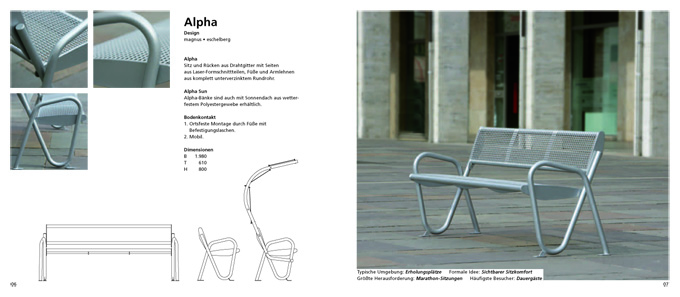 Alpha
Design
magnus • eschelberg
Alpha
Sitz und Rücken aus Drahtgitter mit Seiten
aus Laser-Formschnittteilen, Füße und Armlehnen
aus komplett unterverzinktem Rundrohr.
Alpha Sun
Alpha-Bänke sind auch mit Sonnendach aus wetter-
festem Polyestergewebe erhältlich.
Bodenkontakt
1. Ortsfeste Montage durch Füße mit
Befestigungslaschen.
2. Mobil.
Dimensionen
B 1.980
T 610
H 800
Typische Umgebung: Erholungsplätze Formale Idee: Sichtbarer Sitzkomfort
Größte Herausforderung: Marathon-Sitzungen Häufigste Besucher: Dauergäste
06
07